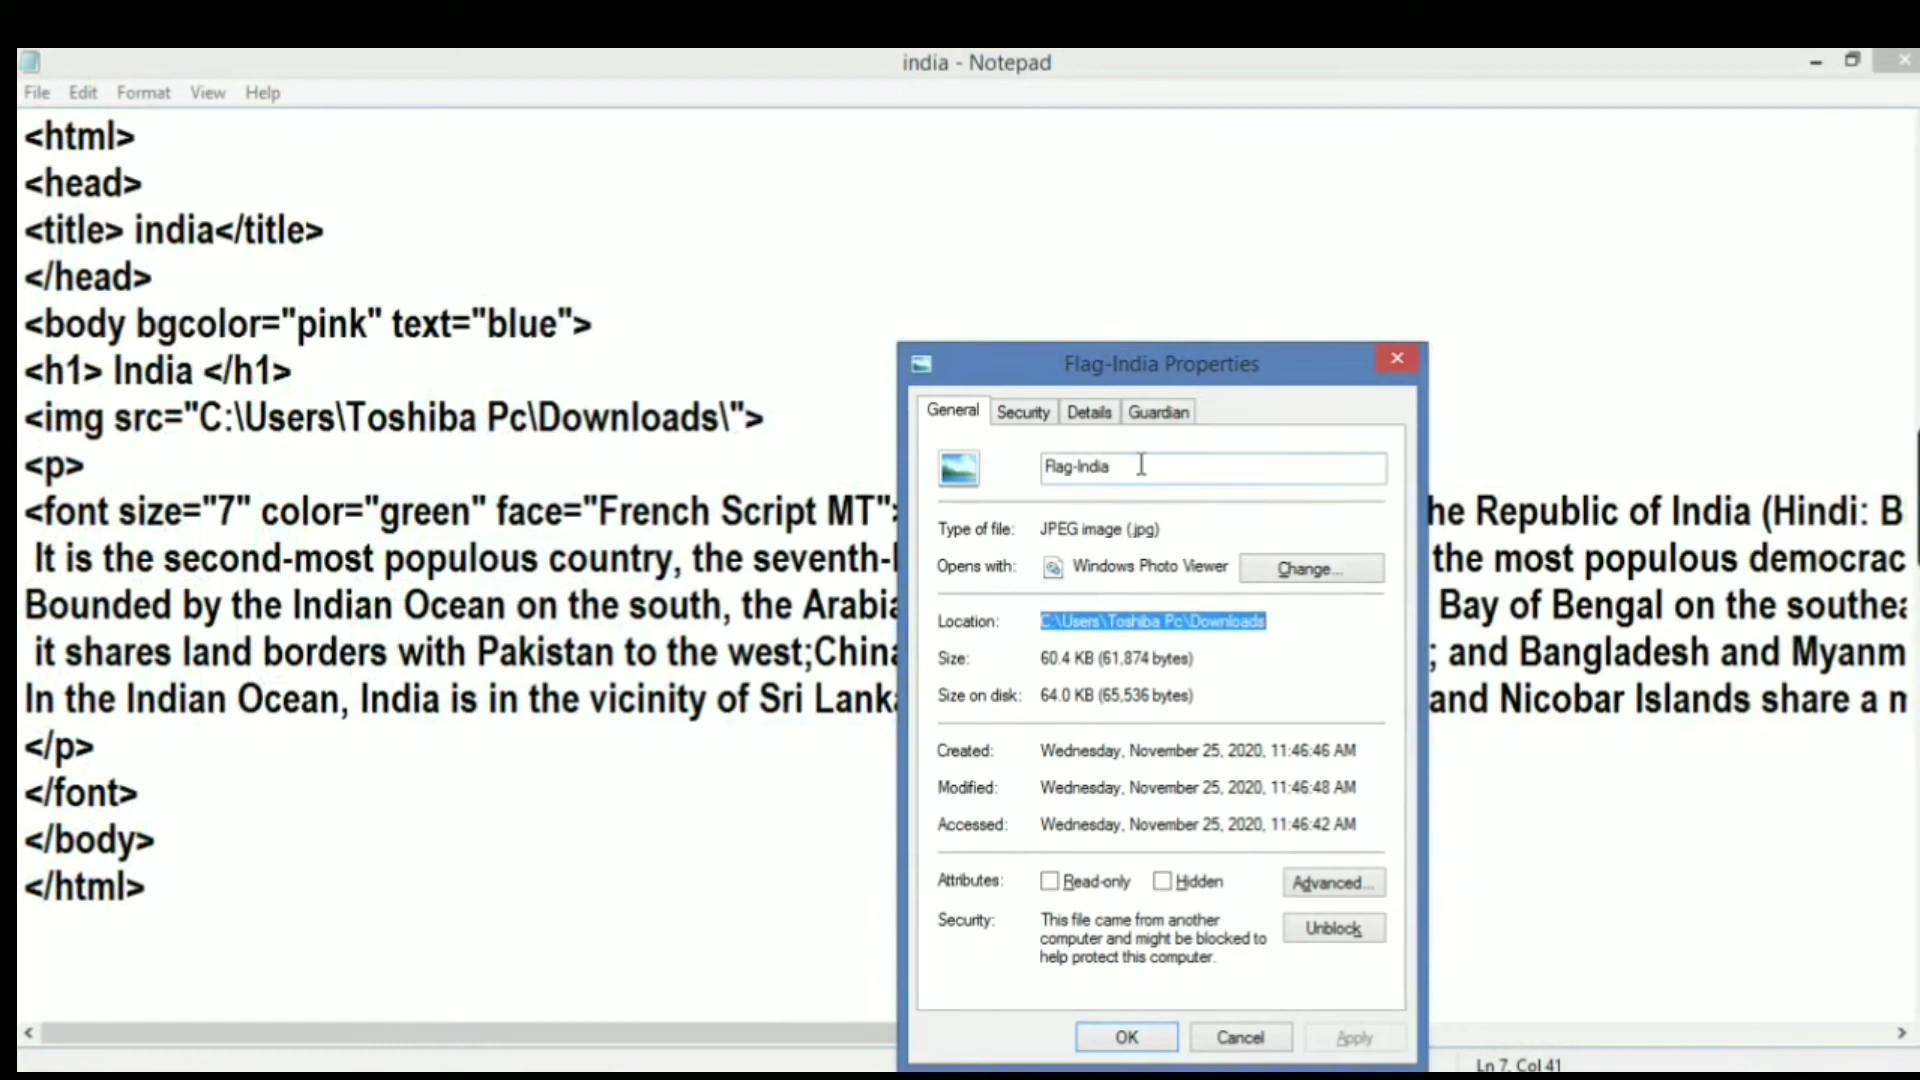 india - Notepad
File Edit Format View Help
<html>
<head>
<title> india</title>
</head>
<body bgcolor="pink" text="blue">
<h1> India </h1>
<img src="C:\Users\Toshiba Pc\Downloads\">
<p>
<font size="7" color="green" face="French Script MT" he Republic of India (Hindi: B
It is the second-most populous country, the seventh- the most populous democrac
Bounded by the Indian Ocean on the south, the Arabia Bay of Bengal on the southea
it shares land borders with Pakistan to the west;China ; and Bangladesh and Myanm
In the Indian Ocean, India is in the vicinity of Sri Lanka and Nicobar Islands share a m
</p>
</font>
</body>
</html>
Ln 7, Col 41
Flag-India Properties
General Security Details Guardian
Flag-India
Type of file: JPEG image (.jpg)
Opens with: Windows Photo Viewer Change...
Location: C:\Users\Toshiba Pc\Downloads
Size: 60.4 KB (61,874 bytes)
Size on disk: 64.0 KB (65,536 bytes)
Created: Wednesday, November 25, 2020, 11:46:46 AM
Modified: Wednesday, November 25, 2020, 11:46:48 AM
Accessed: Wednesday, November 25, 2020, 11:46:42 AM
Attributes: Read-only Hidden Advanced...
Security: This file came from another Unblock
computer and might be blocked to
help protect this computer.
OK Cancel Apply